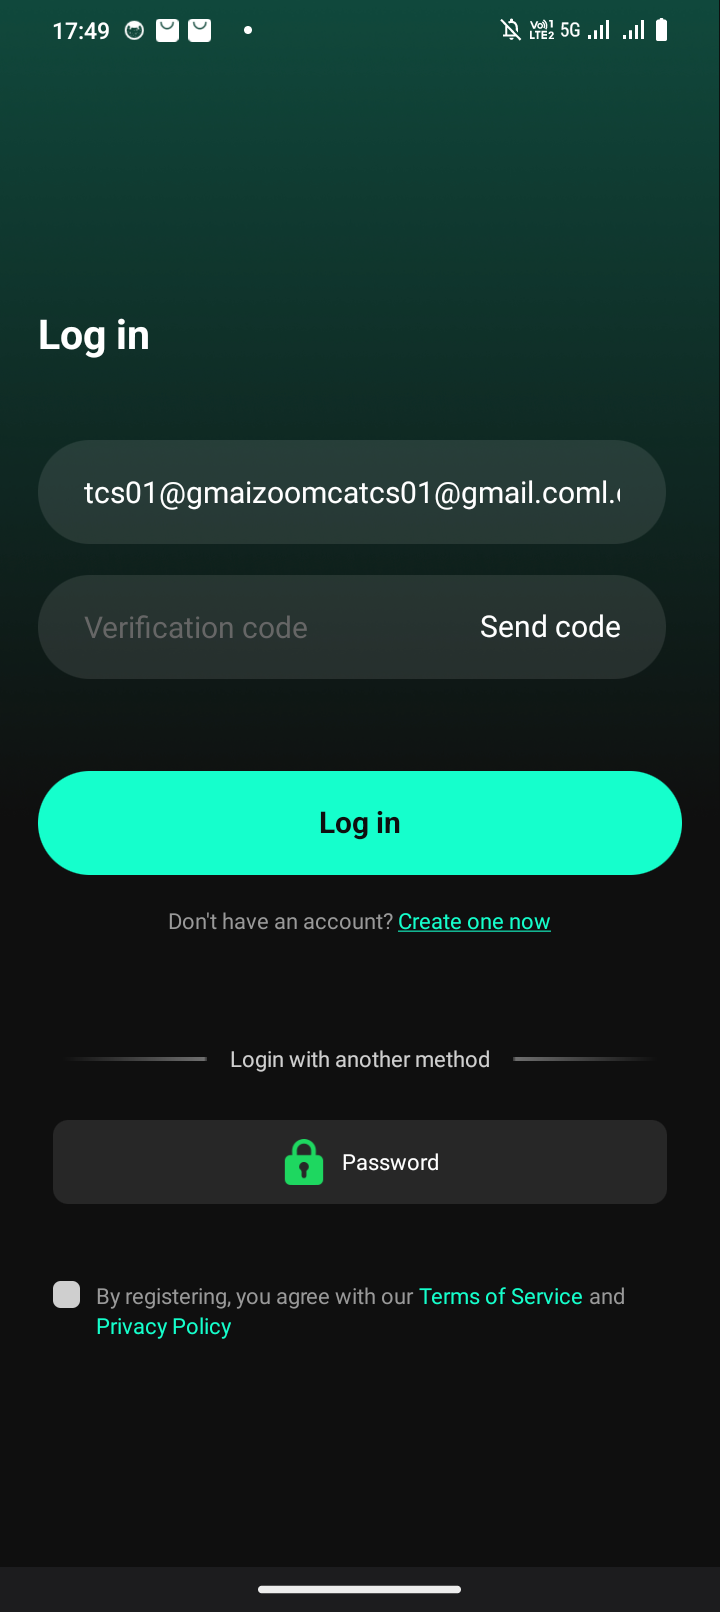 17:49 Vo))1 LTE2 5G
Log in
tcs01@gmaizoomcatcs01@gmail.coml.
Verification code Send code
Log in
Don't have an account? Create one now
Login with another method
Password
By registering, you agree with our Terms of Service and
Privacy Policy